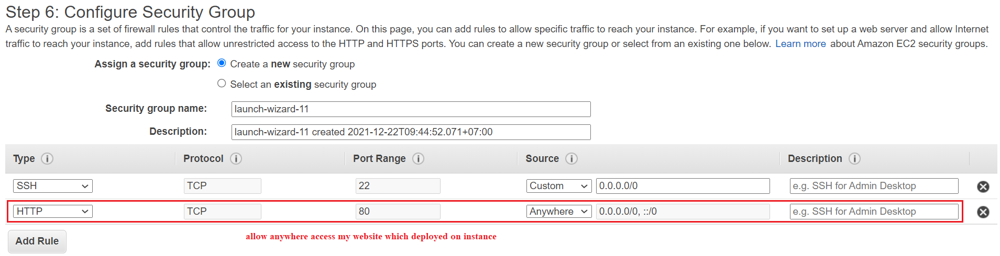 Step 6: Configure Security Group
A security group is a set of firewall rules that control the traffic for your instance. On this page, you can add rules to allow specific traffic to reach your instance. For example, if you want to set up a web server and allow Internet
traffic to reach your instance, add rules that allow unrestricted access to the HTTP and HTTPS ports. You can create a new security group or select from an existing one below. Learn more about Amazon EC2 security groups.
Assign a security group: Create a new security group
Select an existing security group
Security group name: launch-wizard-11
Description: launch-wizard-11 created 2021-12-22T09:44:52.071+07:00
Type i Protocol i Port Range i Source i Description i
SSH TCP 22 Custom 0.0.0.0/0 e.g. SSH for Admin Desktop
HTTP TCP 80 Anywhere 0.0.0.0/0, ::/0 e.g. SSH for Admin Desktop
Add Rule allow anywhere access my website which deployed on instance